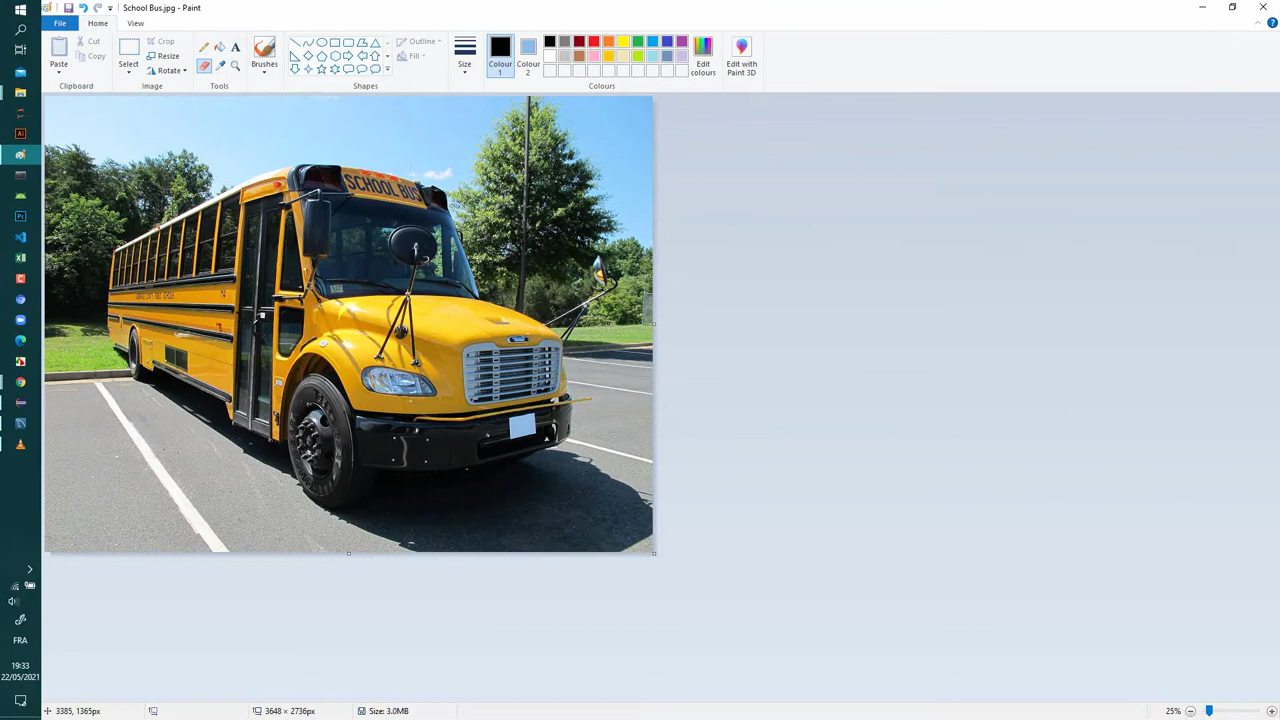 School Bus.jpg - Paint
File
Home
View
Paste
Cut
Copy
Clipboard
Select
Crop
Resize
Rotate
Image
A
Tools
Brushes
Shapes
Outline
Fill
Size
Colour
1
Colour
2
Colours
Edit
colours
Edit with
Paint 3D
SCHOOL BUS
Ai
Ps
FRA
19:33
22/05/2021
3385, 1365px
3648 × 2736px
Size: 3.0MB
25%